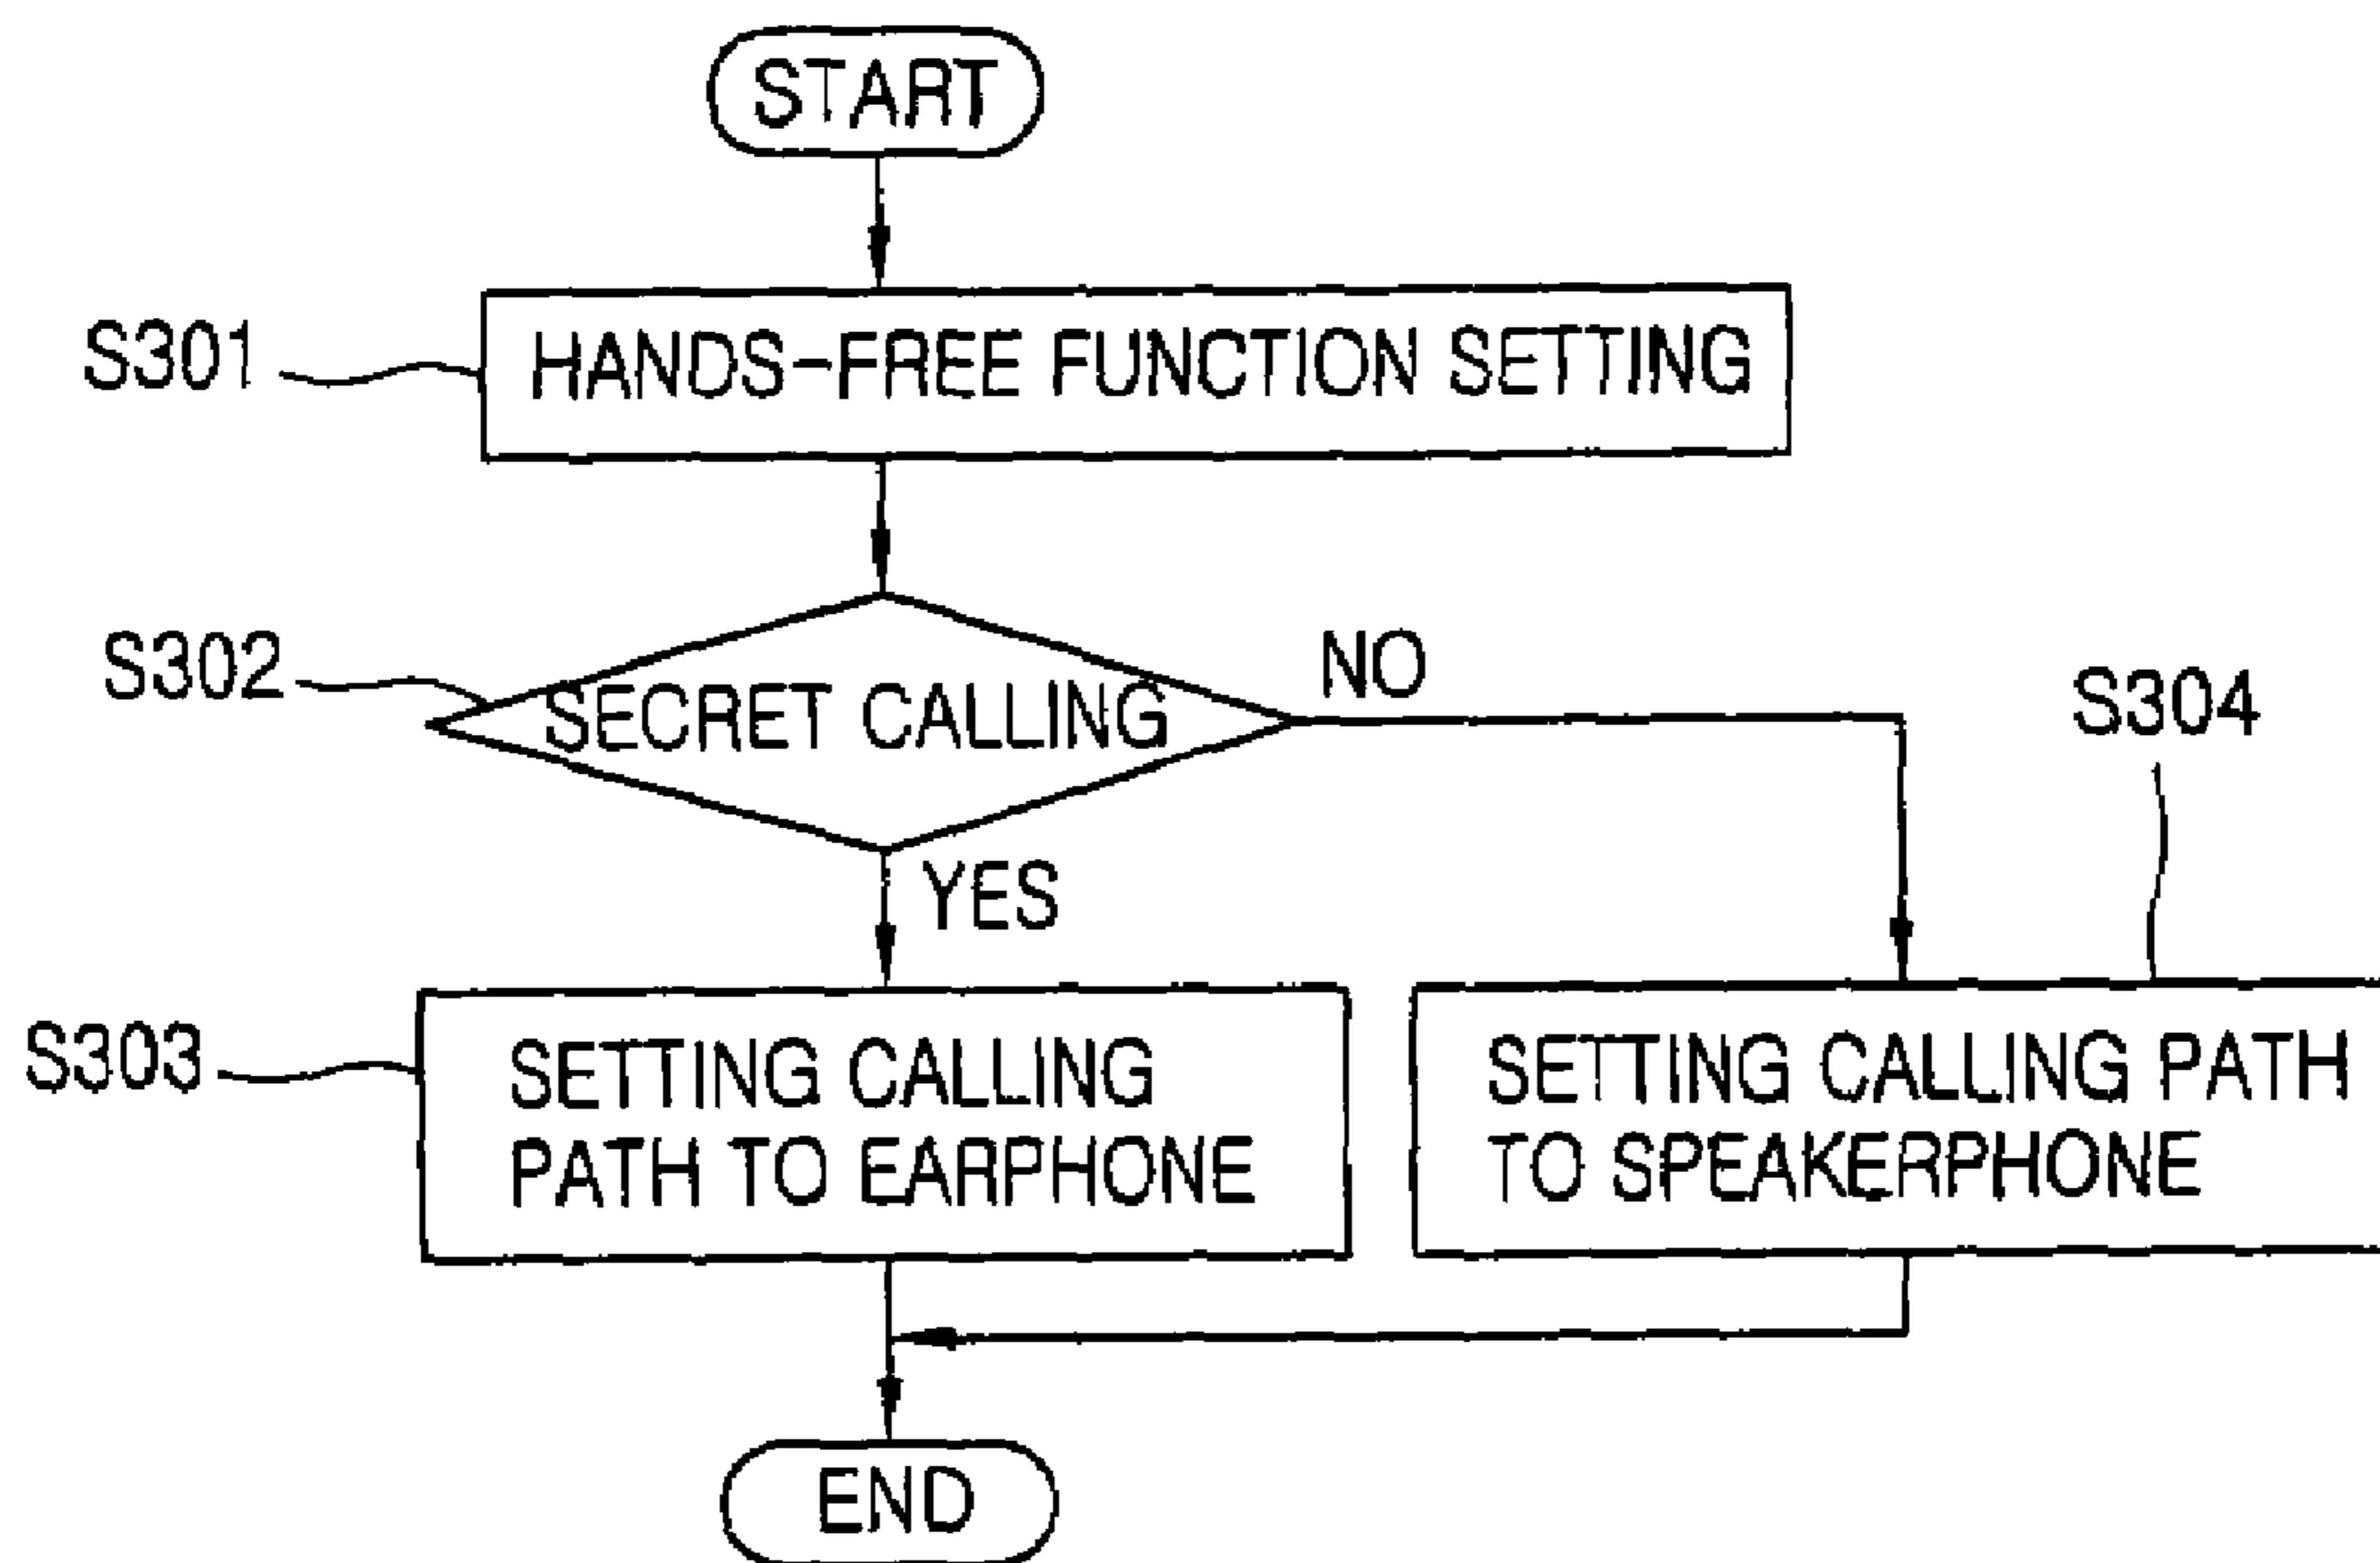 START
S301
HANDS-FREE FUNCTION SETTING
S302
SECRET CALLING
NO
S304
YES
S303
SETTING CALLING
PATH TO EARPHONE
SETTING CALLING PATH
TO SPEAKERPHONE
END